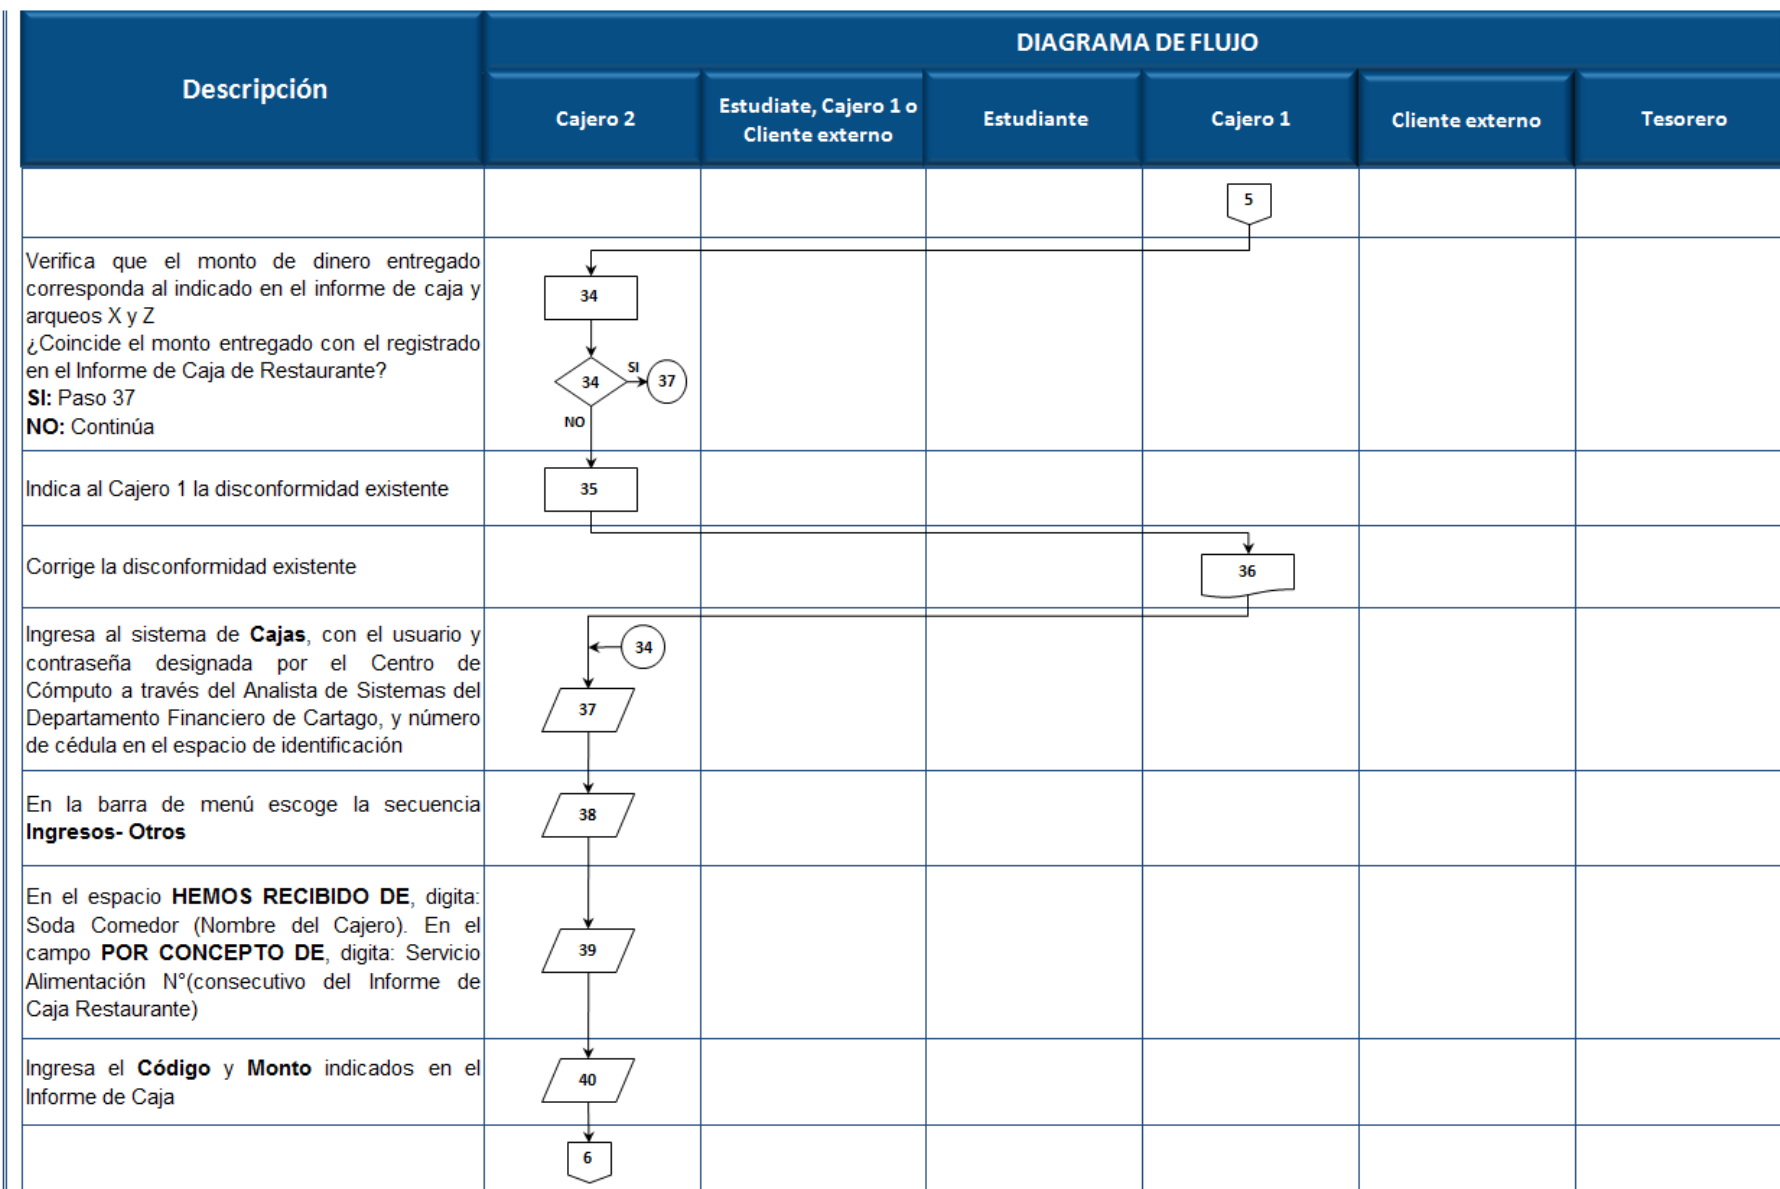 DIAGRAMA DE FLUJO
Descripción
Cajero 2
Estudiate, Cajero 1 o
Cliente externo
Estudiante
Cajero 1
Cliente externo
Tesorero
5
Verifica que el monto de dinero entregado
corresponda al indicado en el informe de caja y
arqueos X y Z
¿Coincide el monto entregado con el registrado
en el Informe de Caja de Restaurante?
SI: Paso 37
NO: Continúa
34
34
SI
37
NO
Indica al Cajero 1 la disconformidad existente
35
Corrige la disconformidad existente
36
Ingresa al sistema de Cajas, con el usuario y
contraseña designada por el Centro de
Cómputo a través del Analista de Sistemas del
Departamento Financiero de Cartago, y número
de cédula en el espacio de identificación
34
37
En la barra de menú escoge la secuencia
Ingresos- Otros
38
En el espacio HEMOS RECIBIDO DE, digita:
Soda Comedor (Nombre del Cajero). En el
campo POR CONCEPTO DE, digita: Servicio
Alimentación N°(consecutivo del Informe de
Caja Restaurante)
39
Ingresa el Código y Monto indicados en el
Informe de Caja
40
6